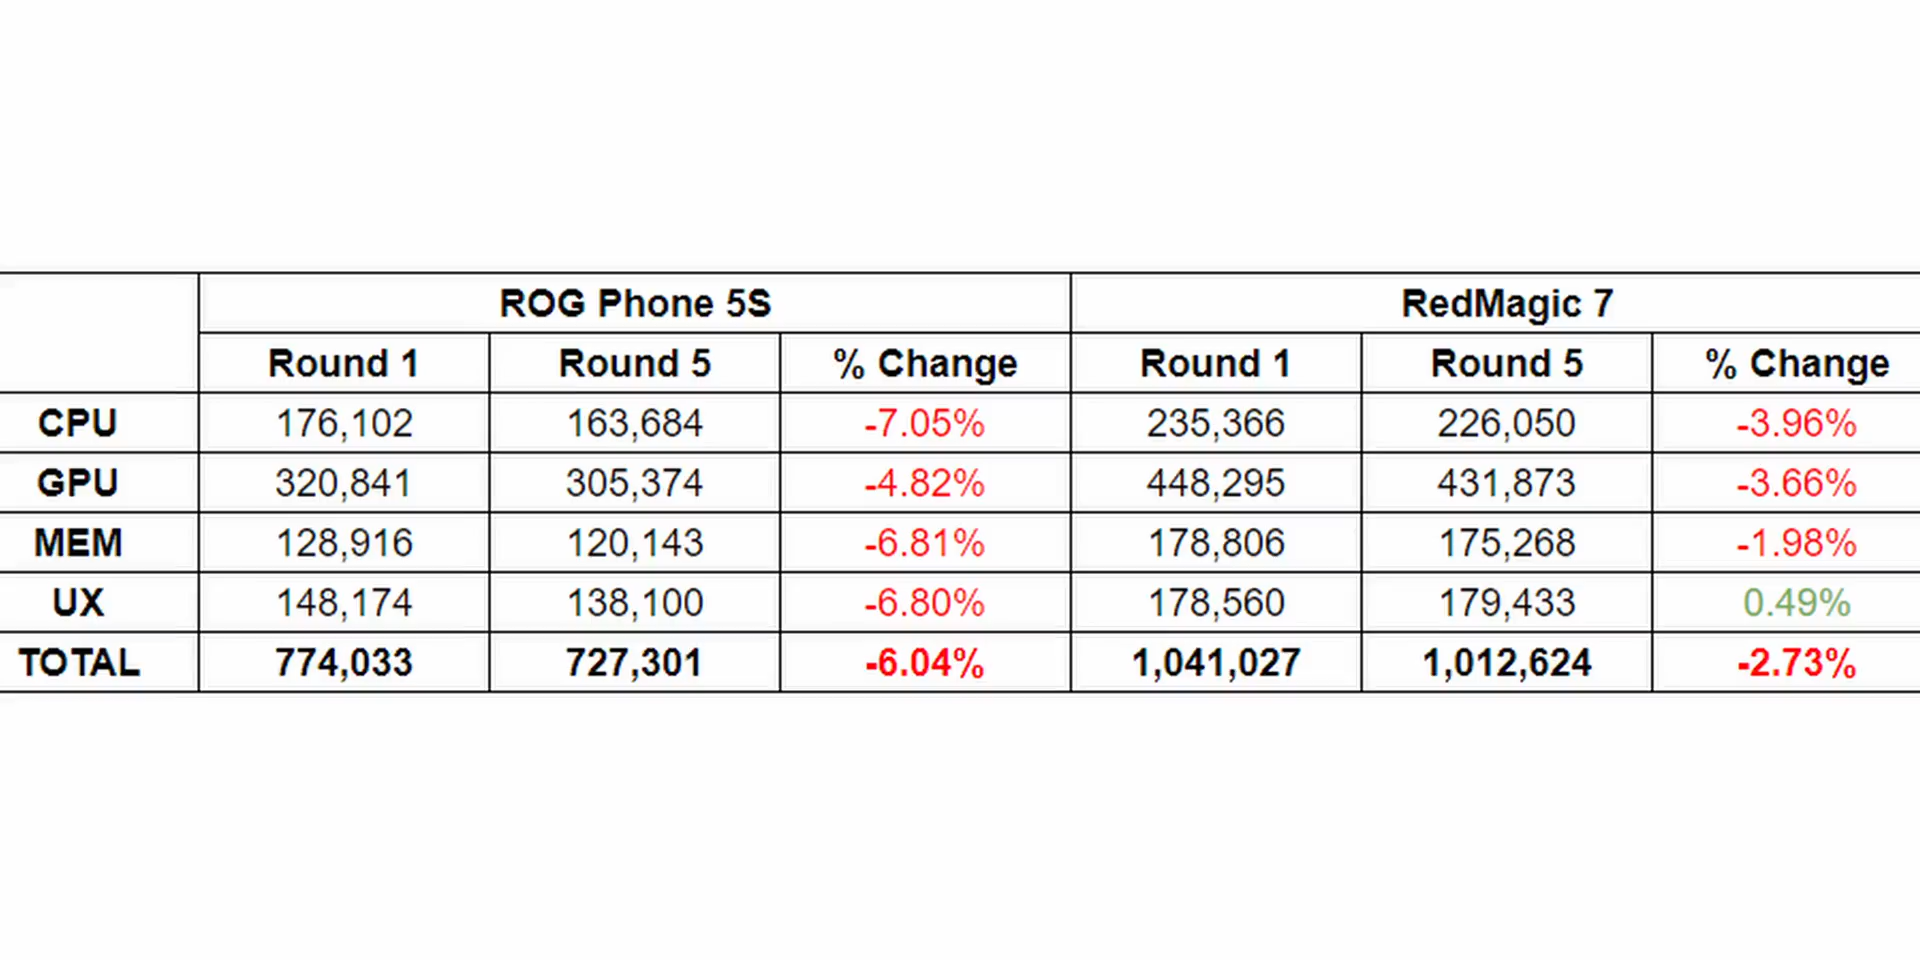 ROG Phone 5S RedMagic 7
Round 1 Round 5 % Change Round 1 Round 5 % Change
CPU 176,102 163,684 -7.05% 235,366 226,050 -3.96%
GPU 320,841 305,374 -4.82% 448,295 431,873 -3.66%
MEM 128,916 120,143 -6.81% 178,806 175,268 -1.98%
UX 148,174 138,100 -6.80% 178,560 179,433 0.49%
TOTAL 774,033 727,301 -6.04% 1,041,027 1,012,624 -2.73%